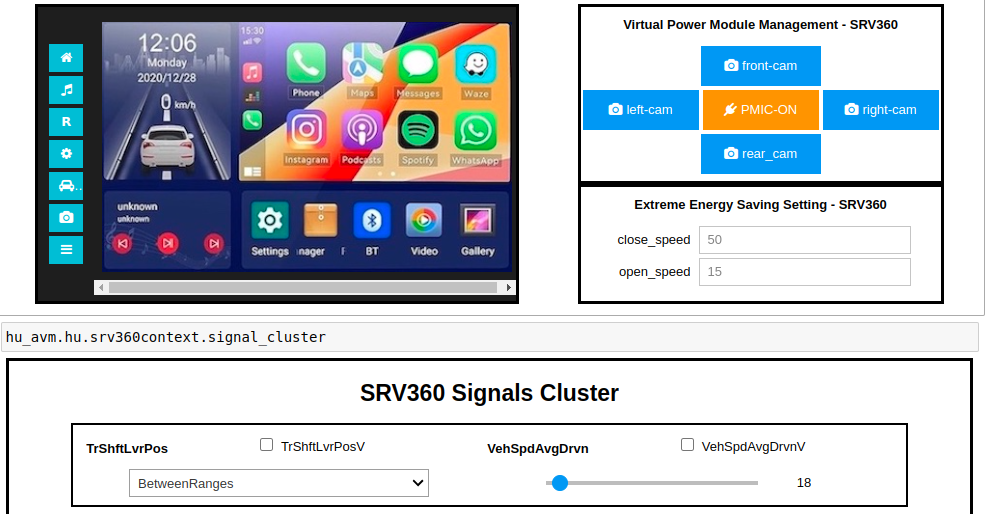 12:06
Monday
2020/12/28
0 km/h
15:30
Phone
Maps
Messages
Waze
Instagram
Podcasts
Spotify
WhatsApp
R
unknown
unknown
Settings
nager
F
BT
Video
Gallery
Virtual Power Module Management - SRV360
front-cam
left-cam
PMIC-ON
right-cam
rear_cam
Extreme Energy Saving Setting - SRV360
close_speed 50
open_speed 15
hu_avm.hu.srv360context.signal_cluster
SRV360 Signals Cluster
TrShftLvrPos
TrShftLvrPosV
VehSpdAvgDrvn
VehSpdAvgDrvnV
BetweenRanges
18